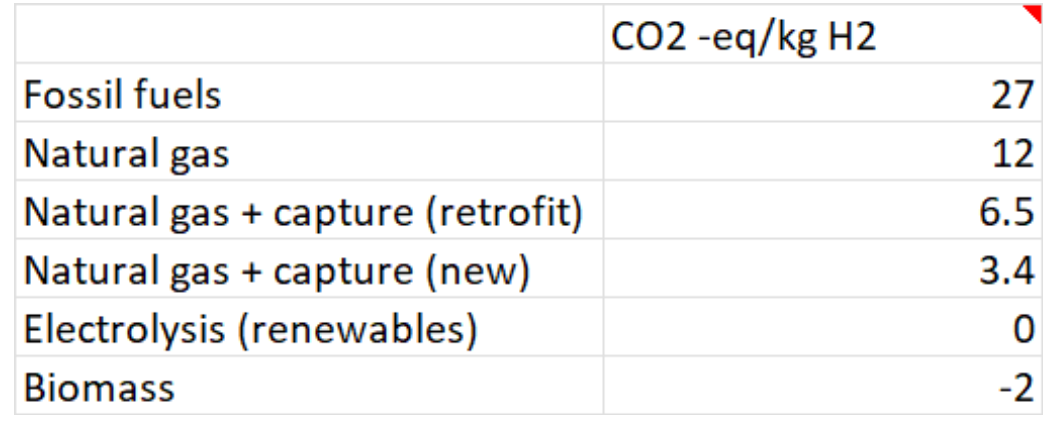 CO2 -eq/kg H2
Fossil fuels 27
Natural gas 12
Natural gas + capture (retrofit) 6.5
Natural gas + capture (new) 3.4
Electrolysis (renewables) 0
Biomass -2